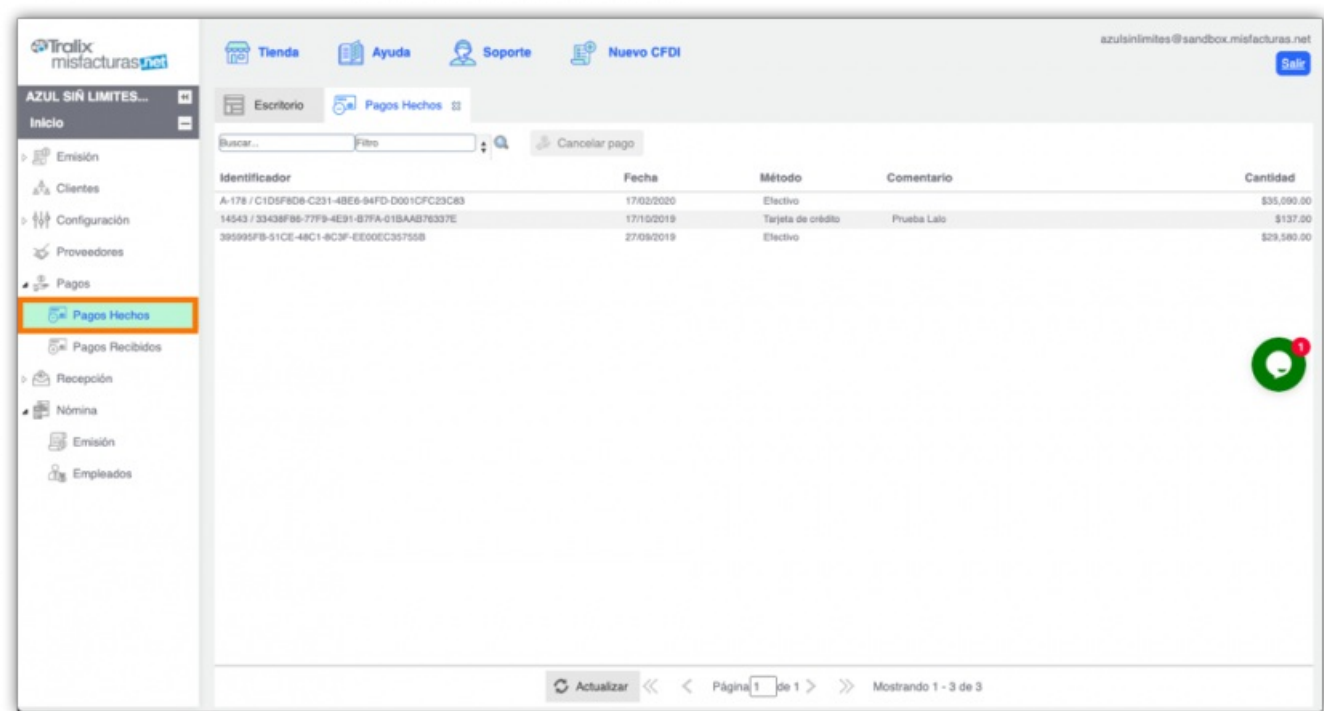 Tralix
misfacturas.net
Tienda
Ayuda
Soporte
Nuevo CFDI
azulsinlimites@sandbox.misfacturas.net
Salir
AZUL SIÑ LIMITES...
Inicio
Escritorio
Pagos Hechos
Buscar...
Filtro
Cancelar pago
Emisión
Clientes
Configuración
Proveedores
Pagos
Pagos Hechos
Pagos Recibidos
Recepción
Nómina
Emisión
Empleados
Identificador Fecha Método Comentario Cantidad
A-178 / C1D5F8D8-C231-4BE6-94FD-D001CFC23C83 17/02/2020 Efectivo $35,090.00
14543 / 33438F86-77F9-4E91-B7FA-01BAAB76337E 17/10/2019 Tarjeta de crédito Prueba Lalo $137.00
395995FB-51CE-48C1-8C3F-EE00EC35755B 27/09/2019 Efectivo $29,580.00
1
Actualizar Página 1 de 1 Mostrando 1 - 3 de 3